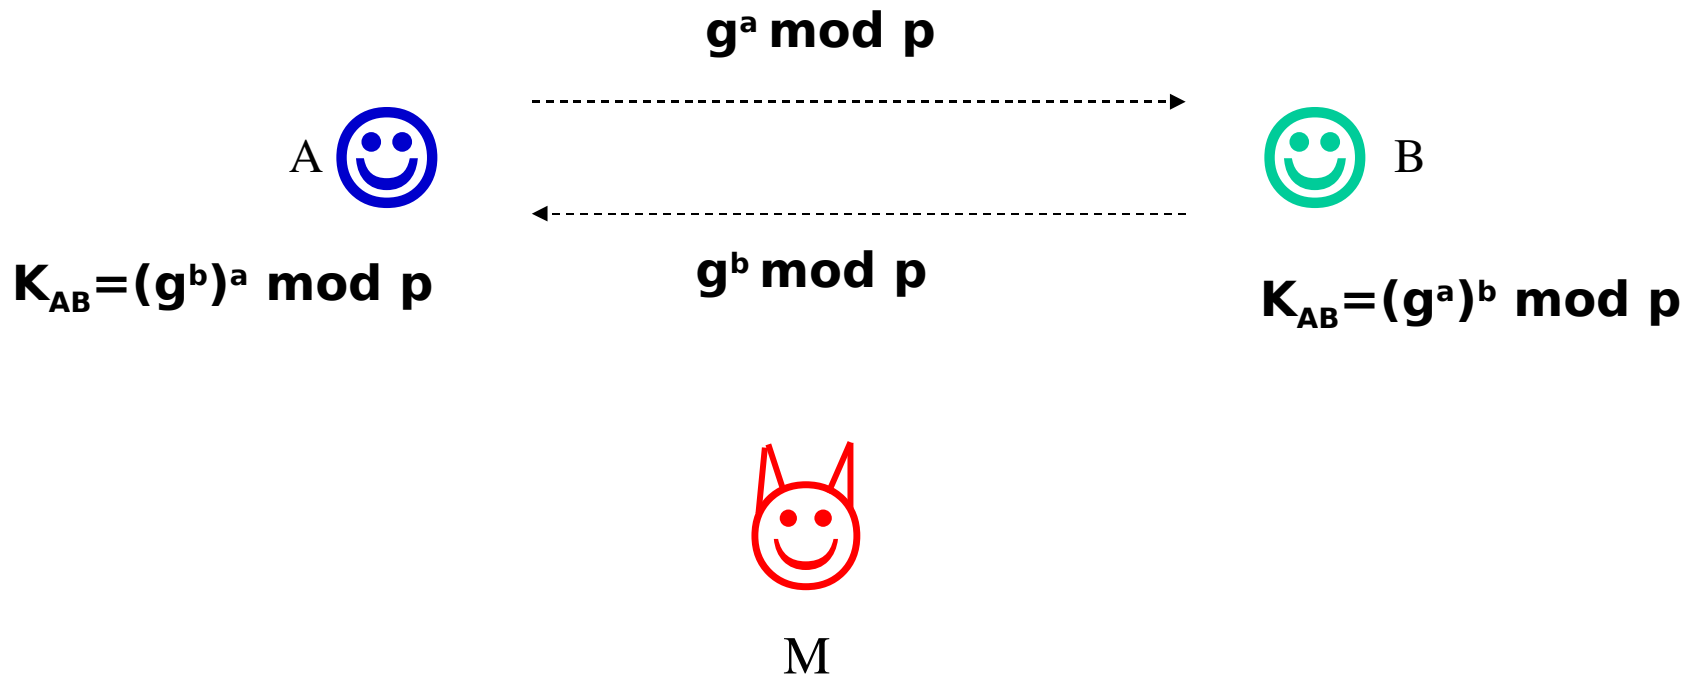 gᵃ mod p
A
B
K_AB=(gᵇ)ᵃ mod p
gᵇ mod p
K_AB=(gᵃ)ᵇ mod p
M